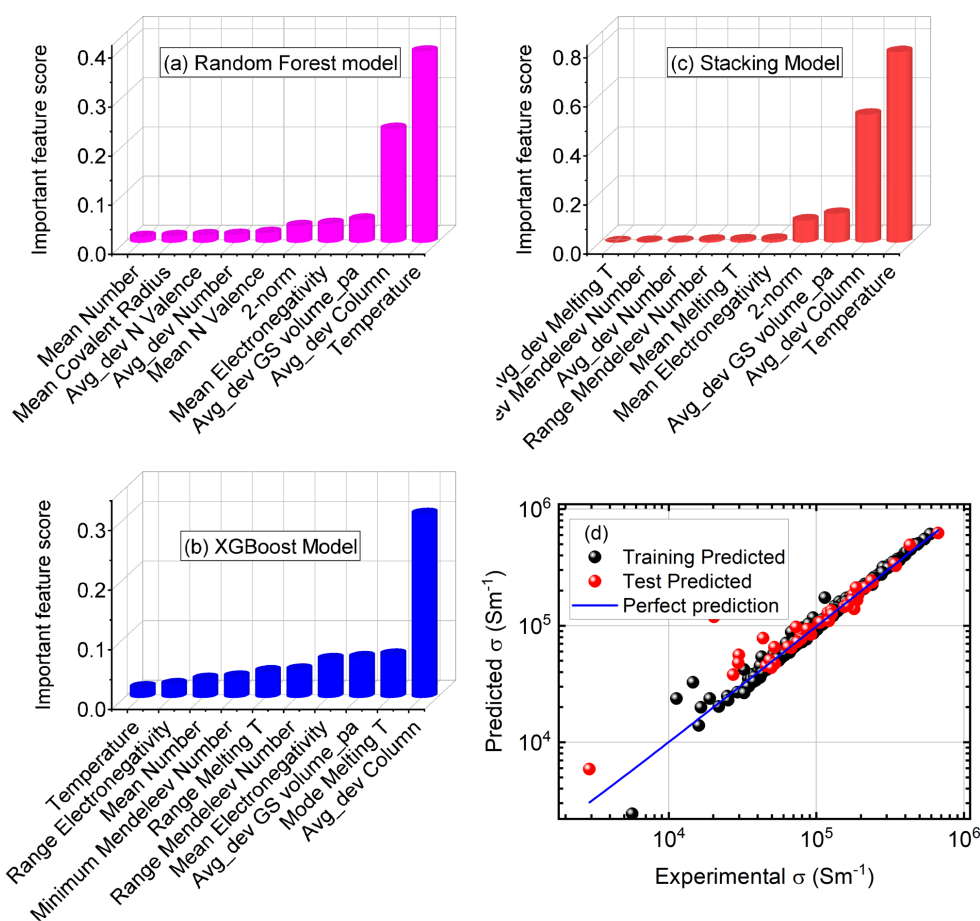 (a) Random Forest model
Important feature score
0.4
0.3
0.2
0.1
0.0
Mean Number
Mean Covalent Radius
Avg_dev N Valence
Avg_dev Number
Mean N Valence
2-norm
Mean Electronegativity
Avg_dev GS volume_pa
Avg_dev Column
Temperature
(c) Stacking Model
Important feature score
0.8
0.6
0.4
0.2
0.0
Avg_dev Melting T
ev Mendeleev Number
Avg_dev Number
Range Mendeleev Number
Mean Melting T
Mean Electronegativity
2-norm
Avg_dev GS volume_pa
Avg_dev Column
Temperature
(b) XGBoost Model
Important feature score
0.3
0.2
0.1
0.0
Temperature
Range Electronegativity
Mean Number
Minimum Mendeleev Number
Range Melting T
Range Mendeleev Number
Mean Electronegativity
Avg_dev GS volume_pa
Mode Melting T
Avg_dev Column
(d)
Training Predicted
Test Predicted
Perfect prediction
Predicted σ (Sm⁻¹)
10⁶
10⁵
10⁴
10⁴
10⁵
10⁶
Experimental σ (Sm⁻¹)